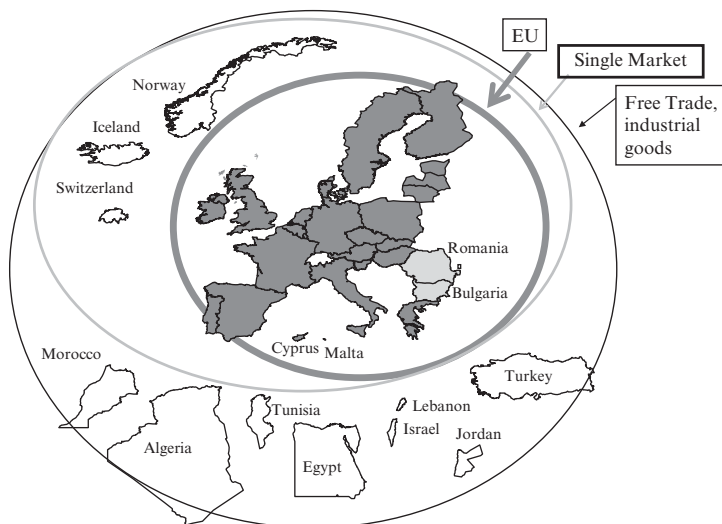 EU
Single Market
Free Trade,
industrial
goods
Norway
Iceland
Switzerland
Romania
Bulgaria
Cyprus
Malta
Morocco
Algeria
Tunisia
Egypt
Lebanon
Israel
Jordan
Turkey